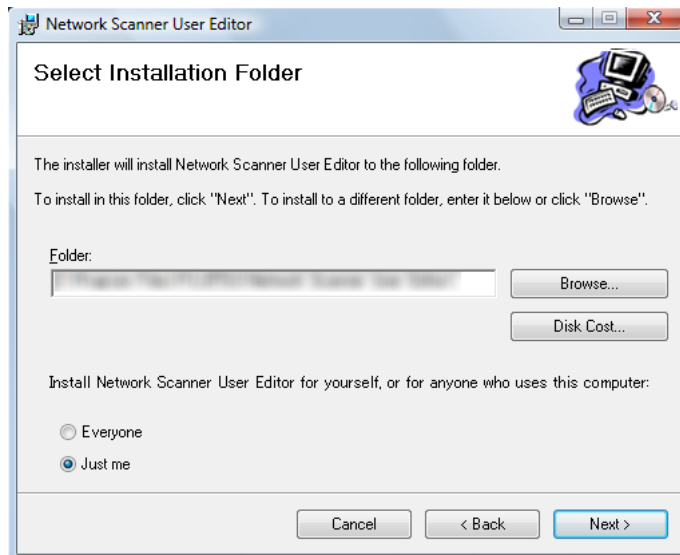 Network Scanner User Editor
Select Installation Folder
The installer will install Network Scanner User Editor to the following folder.
To install in this folder, click "Next". To install to a different folder, enter it below or click "Browse".
Folder:
Browse...
Disk Cost...
Install Network Scanner User Editor for yourself, or for anyone who uses this computer:
Everyone
Just me
Cancel
< Back
Next >